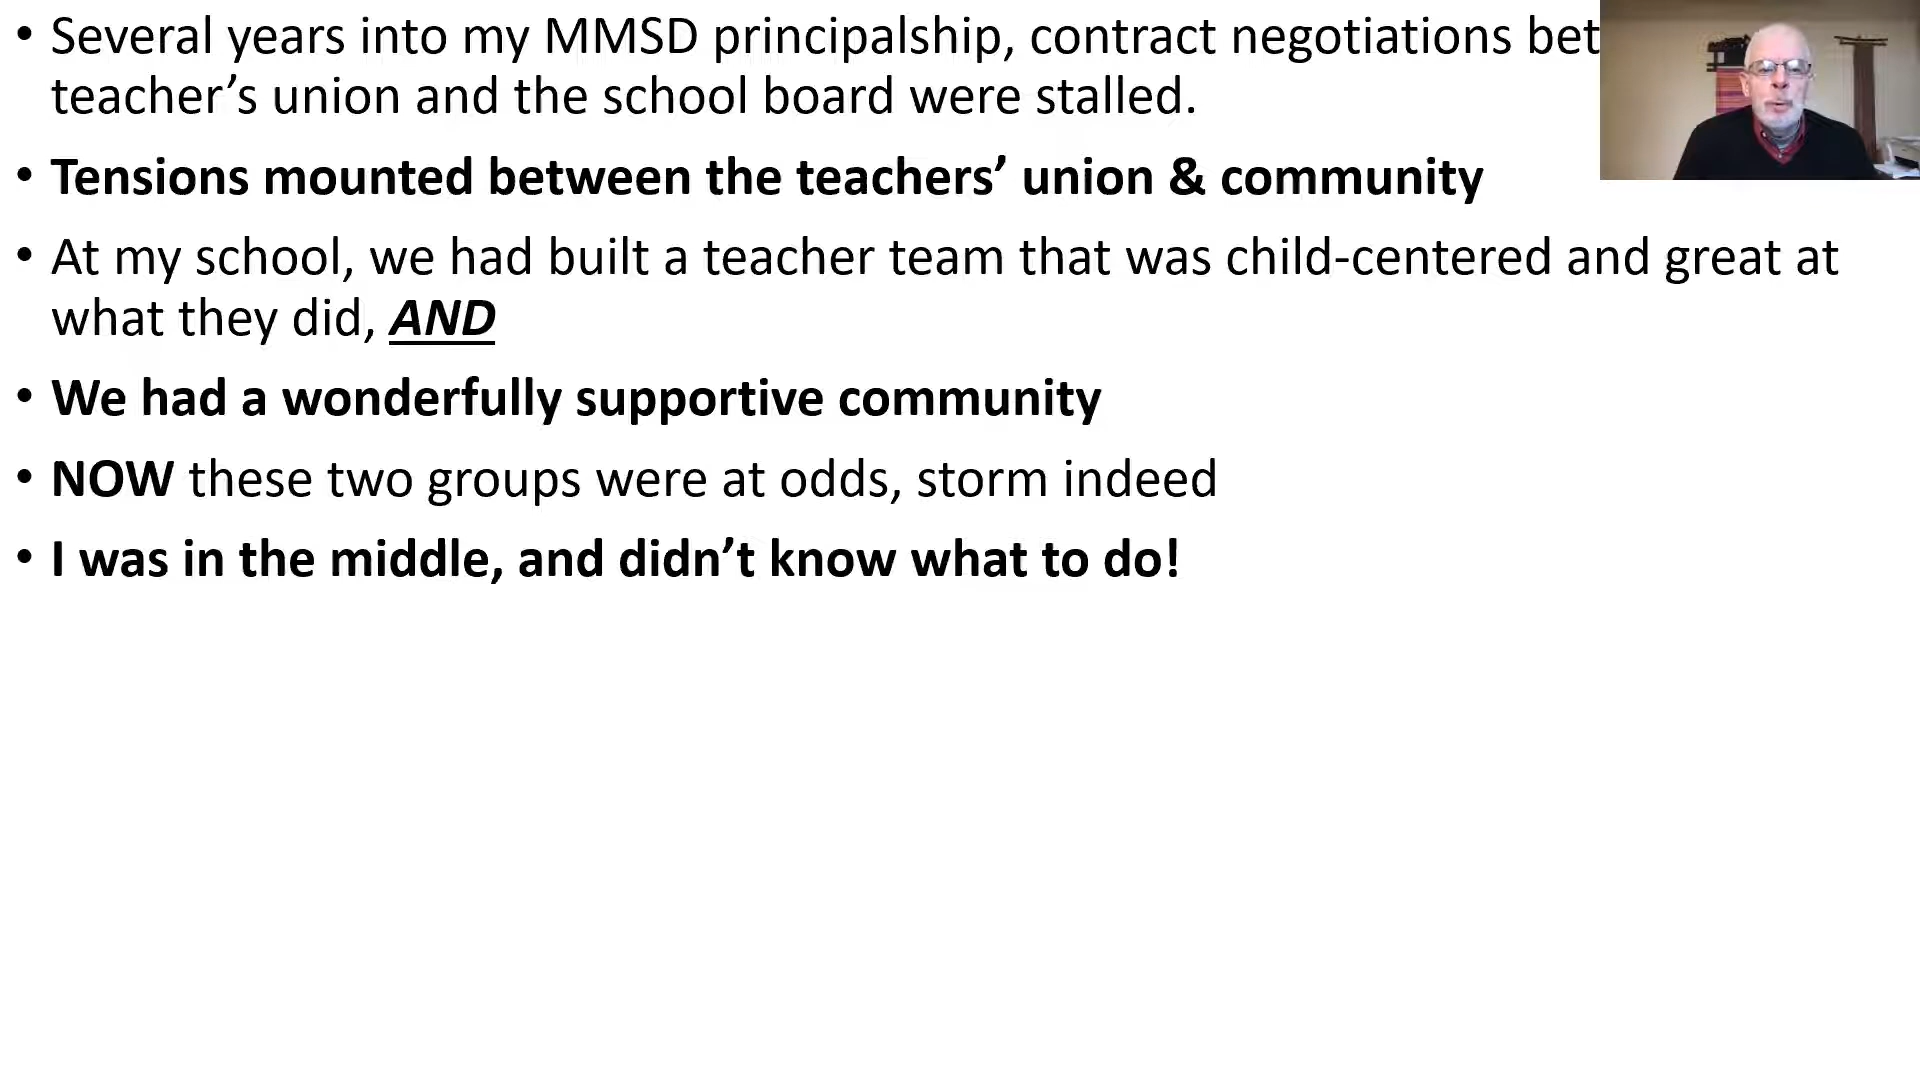 • Several years into my MMSD principalship, contract negotiations bet
teacher’s union and the school board were stalled.
• Tensions mounted between the teachers’ union & community
• At my school, we had built a teacher team that was child-centered and great at
what they did, AND
• We had a wonderfully supportive community
• NOW these two groups were at odds, storm indeed
• I was in the middle, and didn’t know what to do!